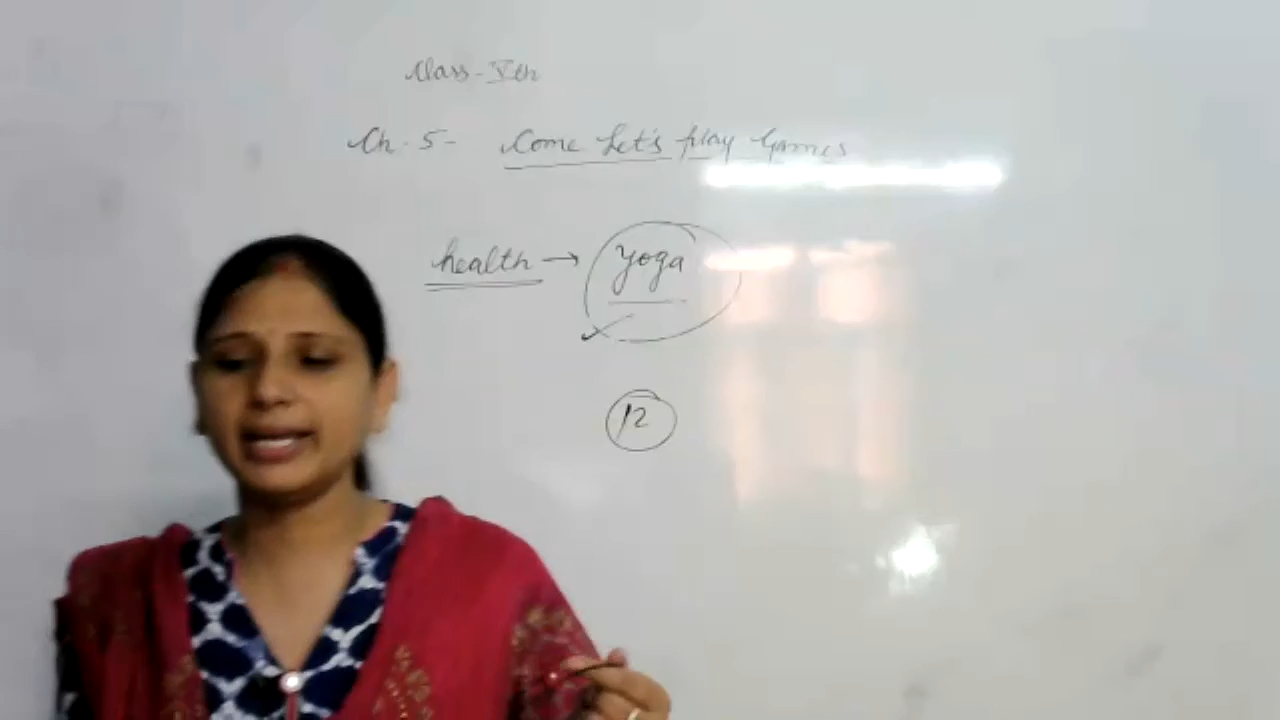 Class - Vth
Ch. 5 - Come Let's Play Games
health → yoga
12